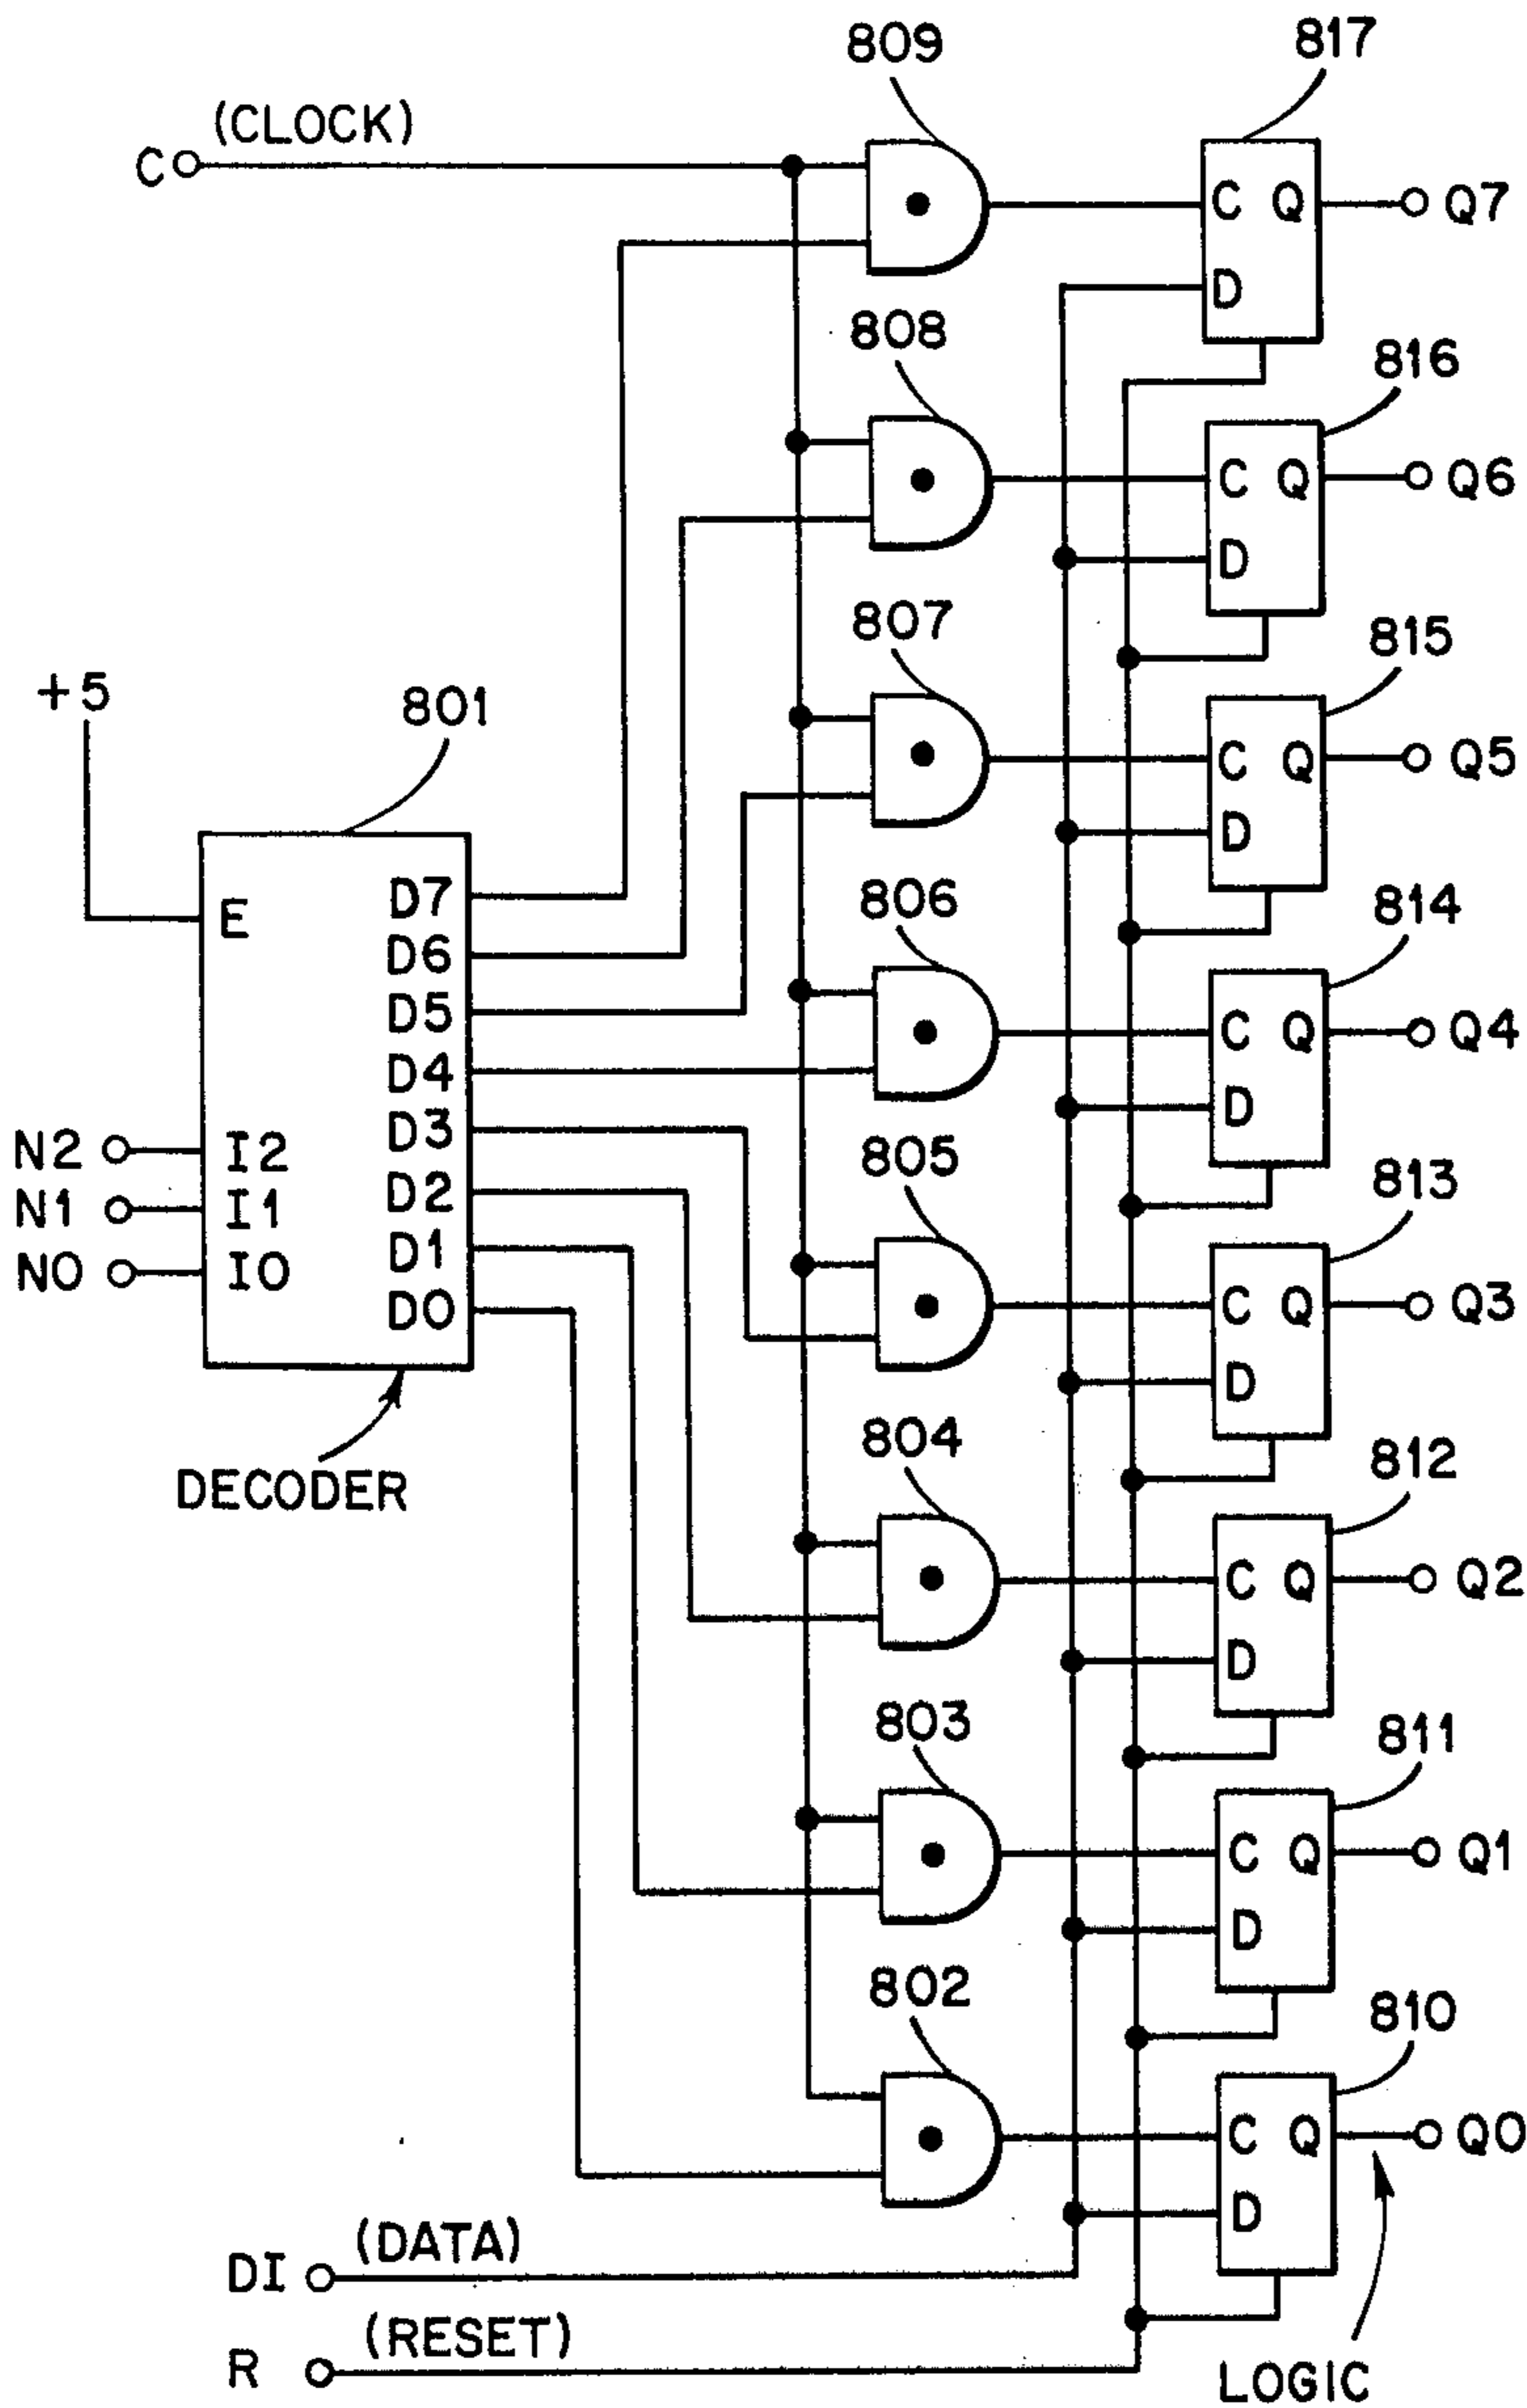 809
817
(CLOCK)
C
C Q
Q7
D
808
816
C Q
Q6
D
807
815
+5
801
C Q
Q5
D
806
814
E
D7
D6
D5
D4
D3
D2
D1
D0
C Q
Q4
D
N2
I2
N1
I1
N0
I0
805
813
C Q
Q3
D
DECODER
804
812
C Q
Q2
D
803
811
C Q
Q1
D
802
810
C Q
Q0
D
DI
(DATA)
R
(RESET)
LOGIC